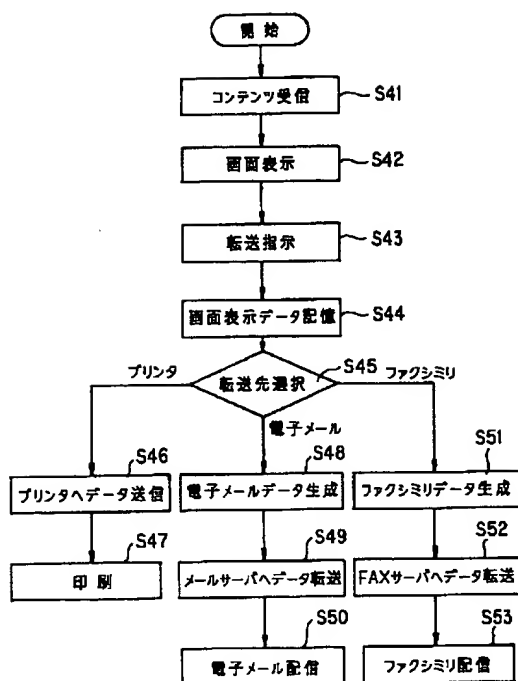 開始
コンテンツ受信
S41
画面表示
S42
転送指示
S43
画面表示データ記憶
S44
転送先選択
S45
プリンタ
電子メール
ファクシミリ
プリンタへデータ送信
S46
印刷
S47
電子メールデータ生成
S48
メールサーバへデータ転送
S49
電子メール配信
S50
ファクシミリデータ生成
S51
FAXサーバへデータ転送
S52
ファクシミリ配信
S53